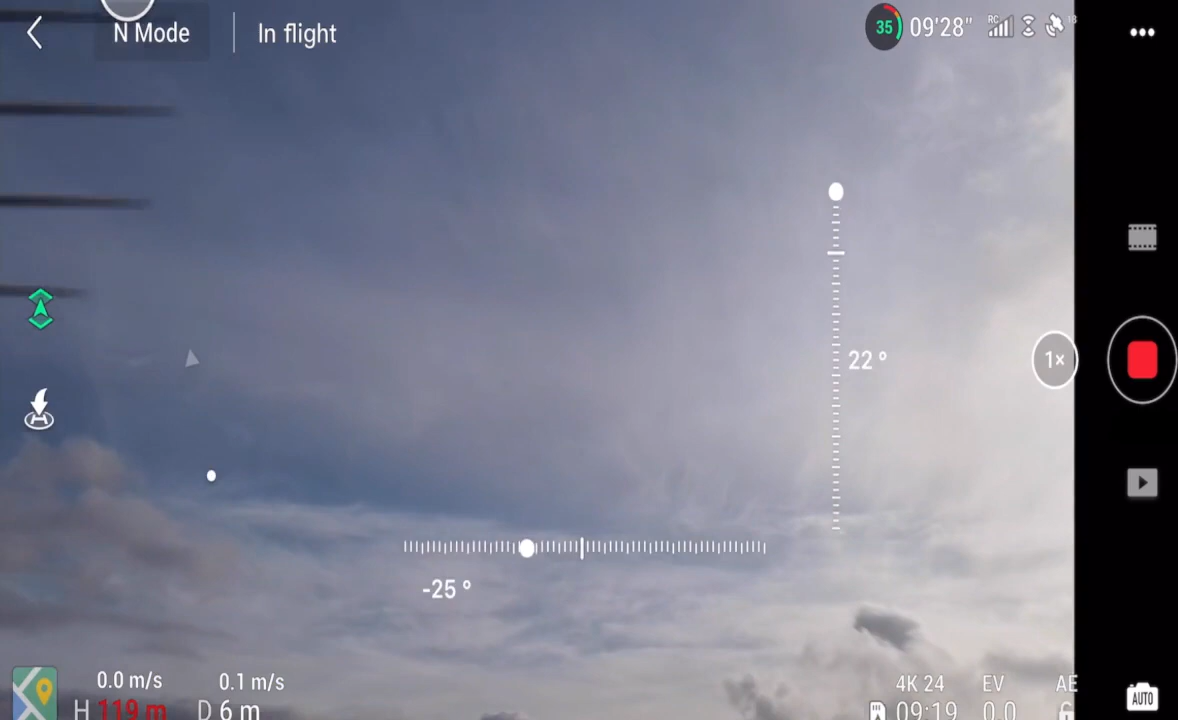 N Mode
In flight
35
09'28"
RC
18
22 °
1×
-25 °
0.0 m/s
0.1 m/s
H 119 m
D 6 m
4K 24
EV
AE
09:19
0.0
AUTO